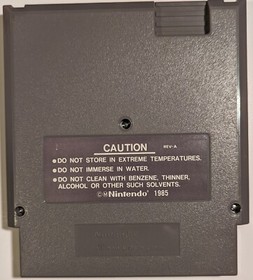 CAUTION REV-A
•DO NOT STORE IN EXTREME TEMPERATURES.
•DO NOT IMMERSE IN WATER.
•DO NOT CLEAN WITH BENZENE, THINNER,
ALCOHOL OR OTHER SUCH SOLVENTS.
©Ⓜ Nintendo 1985